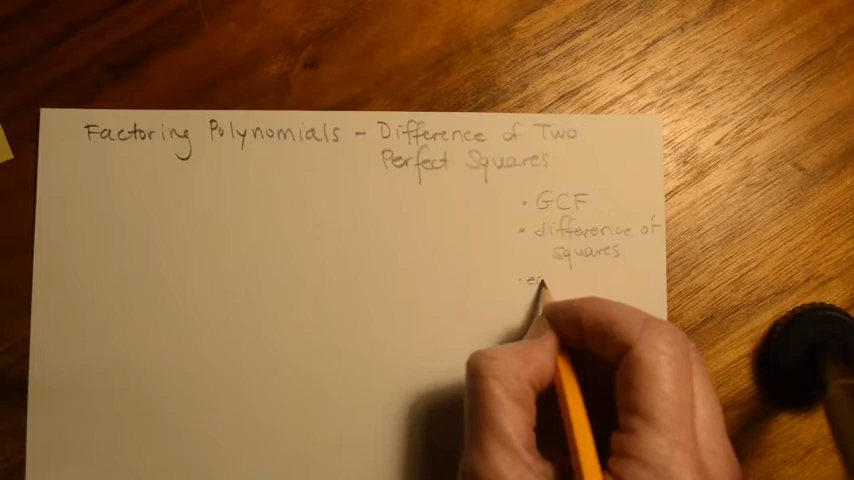 Factoring Polynomials - Difference of Two
Perfect Squares
• GCF
• difference of
squares